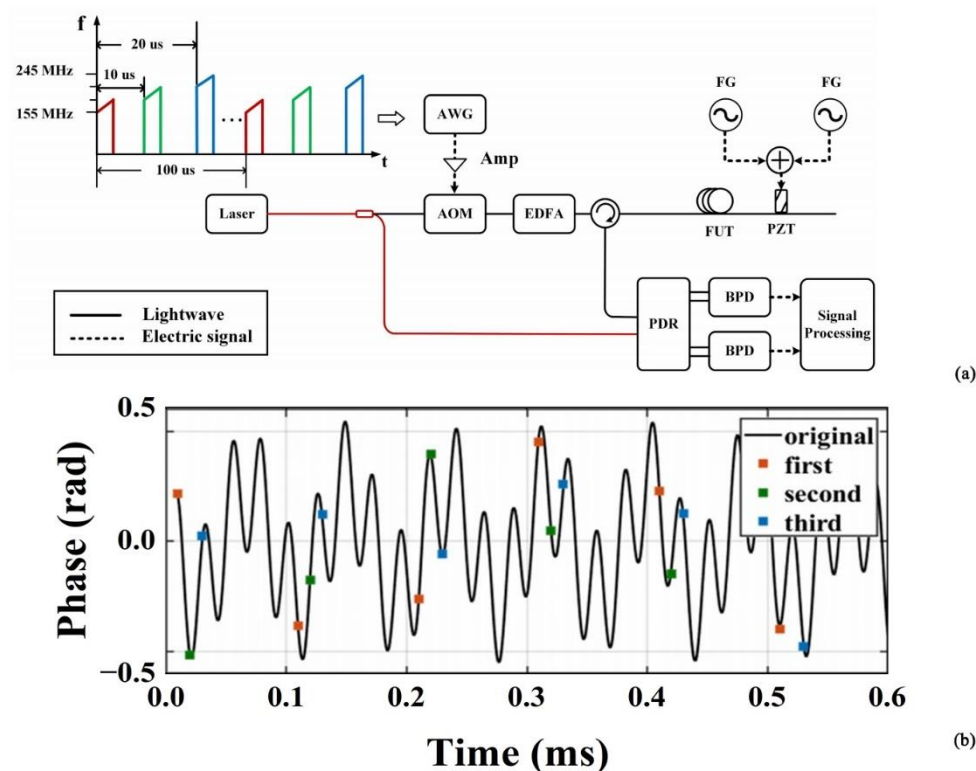 f
20 us
245 MHz
10 us
155 MHz
...
t
100 us
AWG
Amp
FG
FG
Laser
AOM
EDFA
FUT
PZT
Lightwave
Electric signal
PDR
BPD
BPD
Signal
Processing
(a)
0.5
0.0
−0.5
Phase (rad)
original
first
second
third
0.0 0.1 0.2 0.3 0.4 0.5 0.6
Time (ms)
(b)